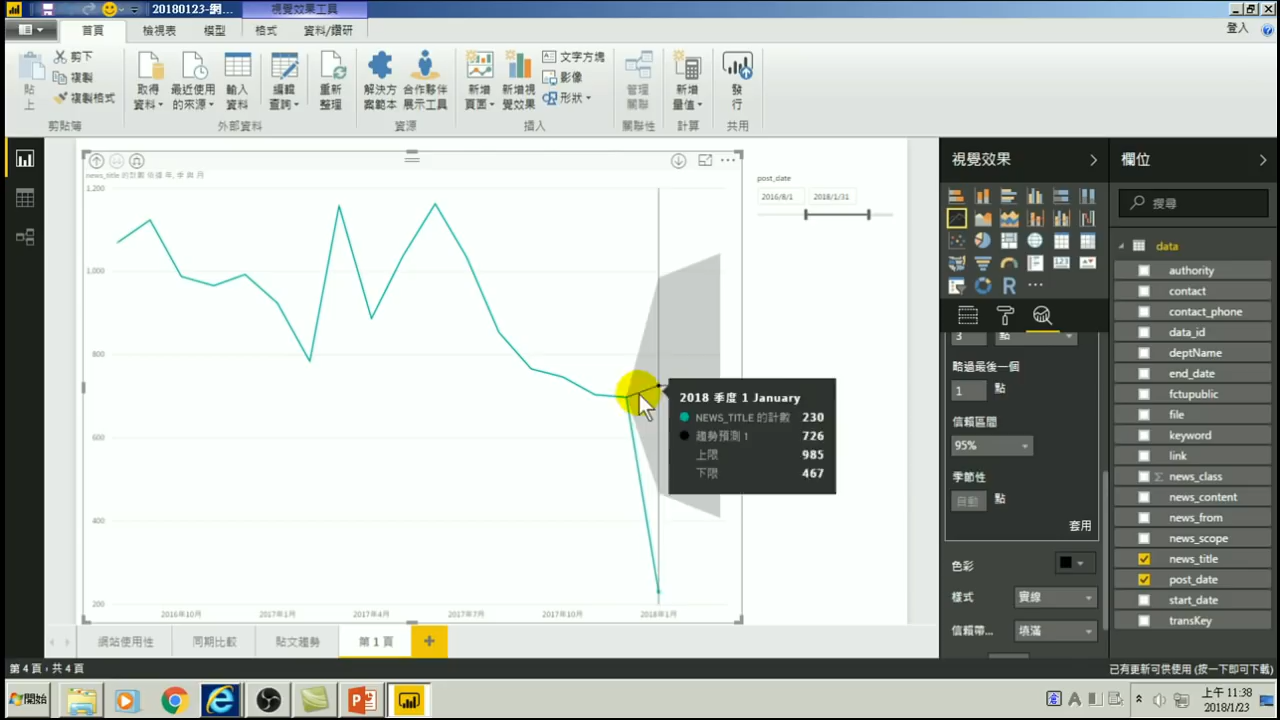 20180123-網...
視覺效果工具
首頁
檢視表
模型
格式
資料/鑽研
登入
貼上
剪下
複製
複製格式
剪貼簿
取得資料
最近使用的來源
輸入資料
編輯查詢
外部資料
重新整理
解決方案範本
合作夥伴展示工具
資源
新增頁面
新增視覺效果
文字方塊
影像
形狀
插入
管理關聯
關聯性
新增量值
計算
發行
共用
news_title 的計數 依據 年, 季 與 月
1,200
1,000
800
600
400
200
2016年10月
2017年1月
2017年4月
2017年7月
2017年10月
2018年1月
2018 季度 1 January
NEWS_TITLE 的計數 230
趨勢預測 1 726
上限 985
下限 467
post_date
2016/8/1
2018/1/31
視覺效果
3
點
略過最後一個
1 點
信賴區間
95%
季節性
自動 點
套用
色彩
樣式 實線
信賴帶... 填滿
欄位
搜尋
data
authority
contact
contact_phone
data_id
deptName
end_date
fctupublic
file
keyword
link
Σ news_class
news_content
news_from
news_scope
news_title
post_date
start_date
transKey
網站使用性
同期比較
貼文趨勢
第 1 頁
第 4 頁，共 4 頁
已有更新可供使用 (按一下即可下載)
開始
上午 11:38
2018/1/23